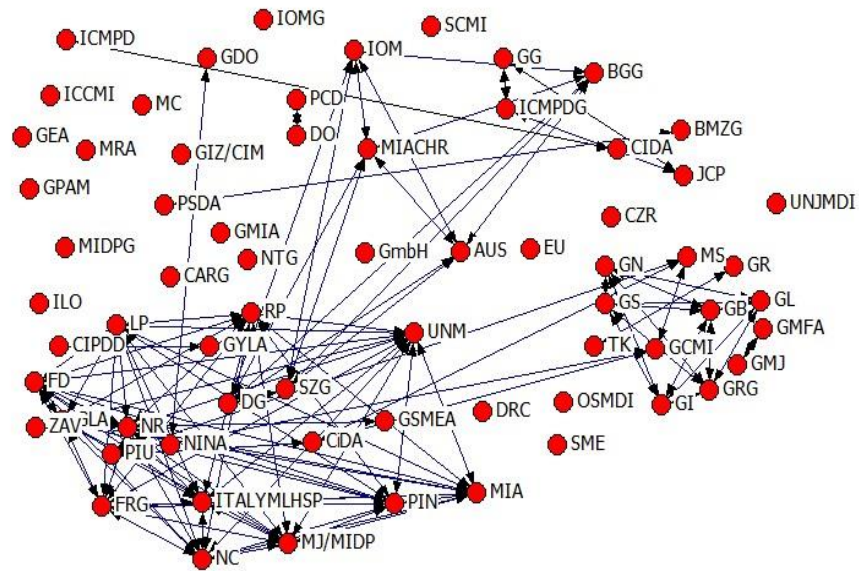 IOMG
SCMI
ICMPD
GDO
IOM
GG
BGG
ICCMI
MC
PCD
ICMPDG
GEA
MRA
GIZ/CIM
DO
MIACHR
CIDA
BMZG
GPAM
PSDA
JCP
UNJMDI
MIDPG
GMIA
NTG
GmbH
AUS
EU
CZR
CARG
GN
MS
GR
ILO
LP
RP
UNM
GS
GB
GL
CIPDD
GYLA
TK
GCMI
GMFA
FD
DG
SZG
GMJ
GRG
ZAV
GLA
NR
GSMEA
DRC
OSMDI
GI
PIU
NINA
CiDA
SME
FRG
ITALYMLHSP
PIN
MIA
NC
MJ/MIDP